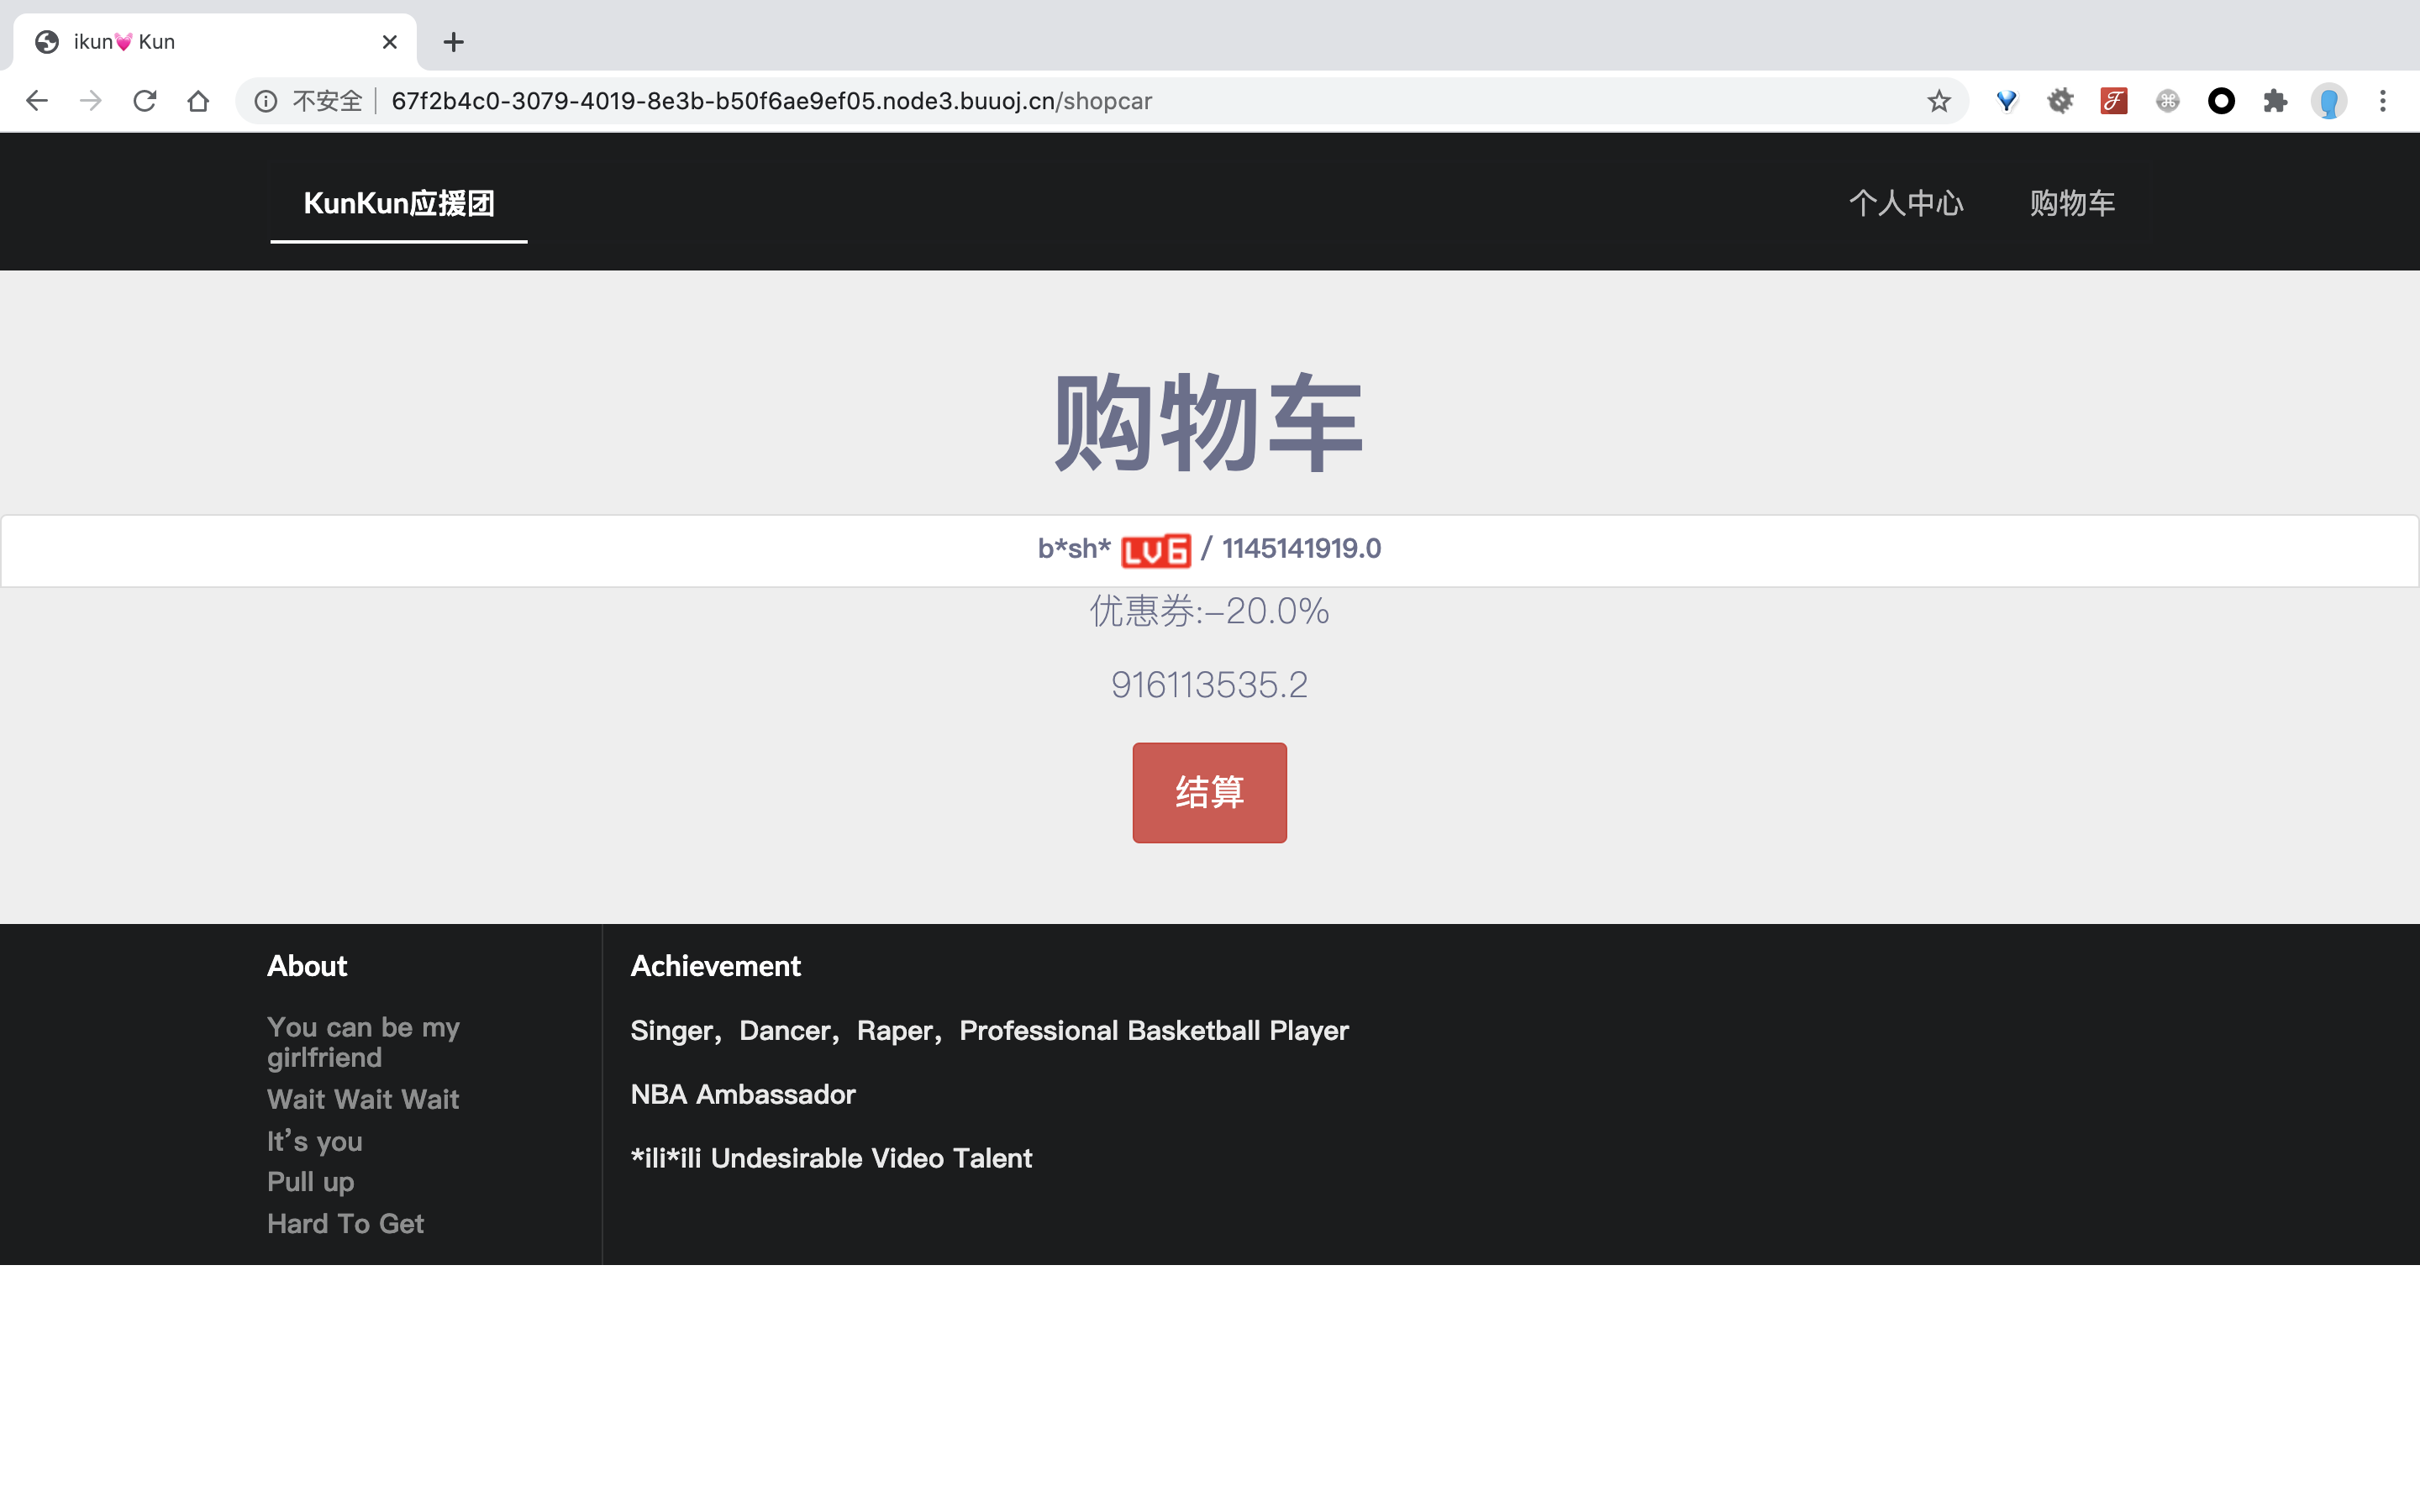 ikun💓 Kun
不安全 67f2b4c0-3079-4019-8e3b-b50f6ae9ef05.node3.buuoj.cn/shopcar
KunKun应援团 个人中心 购物车
购物车
b*sh* LV6 / 1145141919.0
优惠券:-20.0%
916113535.2
结算
About
You can be my
girlfriend
Wait Wait Wait
It's you
Pull up
Hard To Get
Achievement
Singer，Dancer，Raper，Professional Basketball Player
NBA Ambassador
*ili*ili Undesirable Video Talent